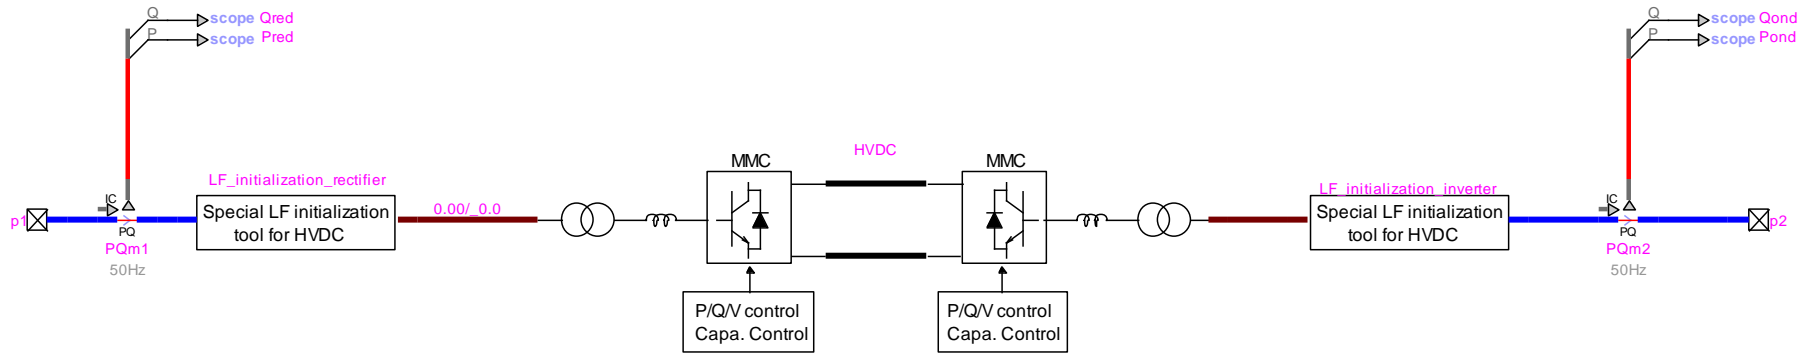 Q
scope Qred
P
scope Pred
Q
scope Qond
P
scope Pond
MMC
HVDC
MMC
LF_initialization_rectifier
LF_initialization_inverter
IC
IC
p1
Special LF initialization
tool for HVDC
0.00/_0.0
Special LF initialization
tool for HVDC
p2
PQ
PQm1
50Hz
PQ
PQm2
50Hz
P/Q/V control
Capa. Control
P/Q/V control
Capa. Control